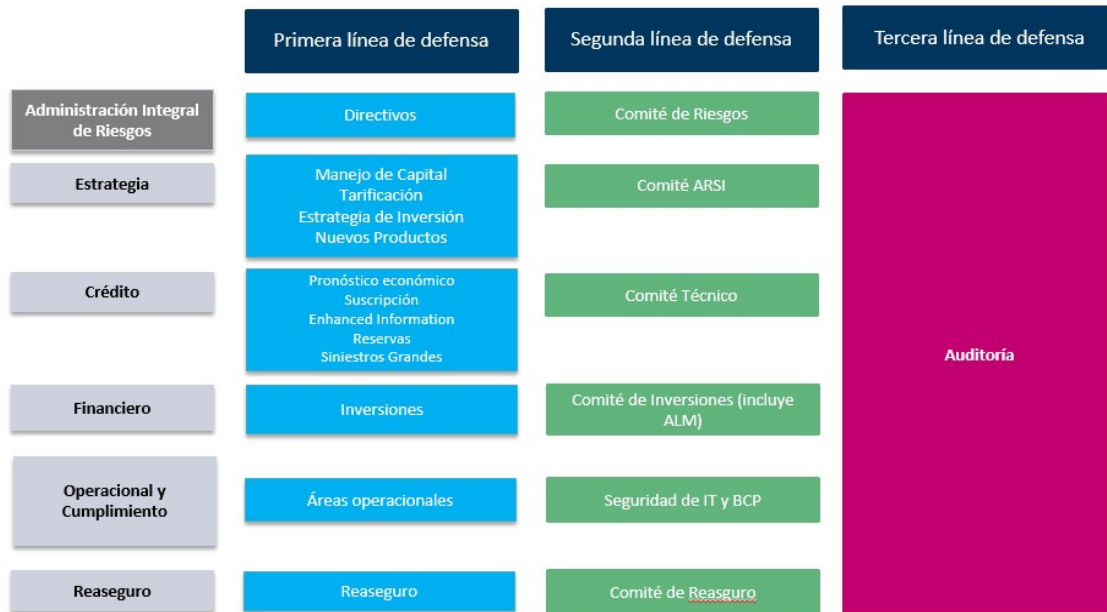 Primera línea de defensa
Segunda línea de defensa
Tercera línea de defensa
Administración Integral
de Riesgos
Directivos
Comité de Riesgos
Estrategia
Manejo de Capital
Tarificación
Estrategia de Inversión
Nuevos Productos
Comité ARSI
Crédito
Pronóstico económico
Suscripción
Enhanced Information
Reservas
Siniestros Grandes
Comité Técnico
Auditoría
Financiero
Inversiones
Comité de Inversiones (incluye
ALM)
Operacional y
Cumplimiento
Áreas operacionales
Seguridad de IT y BCP
Reaseguro
Reaseguro
Comité de Reasguro